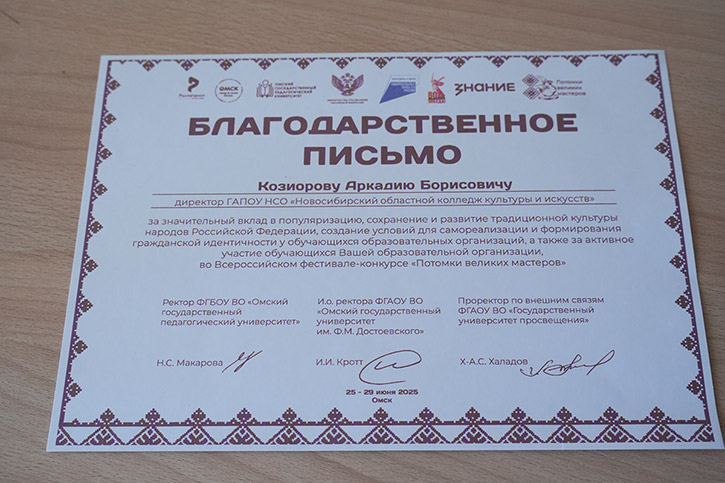 ОМСК
ОМСКИЙ
ГОСУДАРСТВЕННЫЙ
ПЕДАГОГИЧЕСКИЙ
УНИВЕРСИТЕТ
ЗНАНИЕ
Потомки
великих
мастеров
БЛАГОДАРСТВЕННОЕ
ПИСЬМО
Козиорову Аркадию Борисовичу
директор ГАПОУ НСО «Новосибирский областной колледж культуры и искусств»
за значительный вклад в популяризацию, сохранение и развитие традиционной культуры
народов Российской Федерации, создание условий для самореализации и формирования
гражданской идентичности у обучающихся образовательных организаций, а также за активное
участие обучающихся Вашей образовательной организации,
во Всероссийском фестивале-конкурсе «Потомки великих мастеров»
Ректор ФГБОУ ВО «Омский
государственный
педагогический университет»
И.о. ректора ФГАОУ ВО
«Омский государственный
университет
им. Ф.М. Достоевского»
Проректор по внешним связям
ФГАОУ ВО «Государственный
университет просвещения»
Н.С. Макарова
И.И. Кротт
Х-А.С. Халадов
25 - 29 июня 2025
Омск